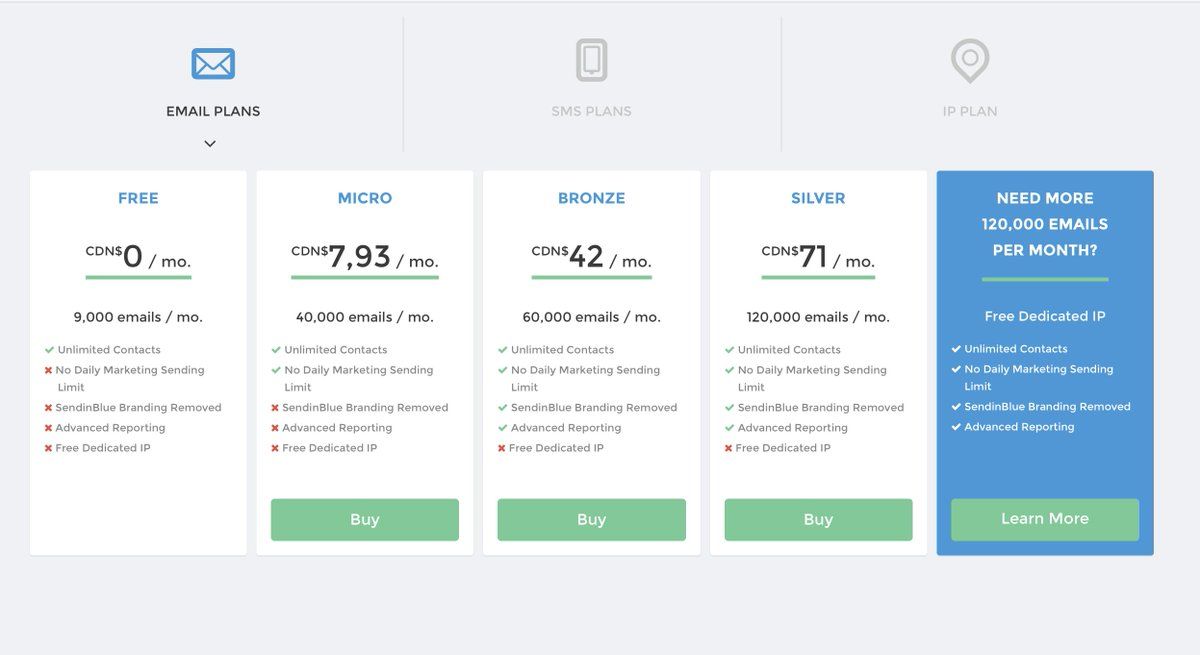 EMAIL PLANS
SMS PLANS
IP PLAN
FREE
CDN$0 / mo.
9,000 emails / mo.
Unlimited Contacts
No Daily Marketing Sending
Limit
SendinBlue Branding Removed
Advanced Reporting
Free Dedicated IP
MICRO
CDN$7,93 / mo.
40,000 emails / mo.
Unlimited Contacts
No Daily Marketing Sending
Limit
SendinBlue Branding Removed
Advanced Reporting
Free Dedicated IP
Buy
BRONZE
CDN$42 / mo.
60,000 emails / mo.
Unlimited Contacts
No Daily Marketing Sending
Limit
SendinBlue Branding Removed
Advanced Reporting
Free Dedicated IP
Buy
SILVER
CDN$71 / mo.
120,000 emails / mo.
Unlimited Contacts
No Daily Marketing Sending
Limit
SendinBlue Branding Removed
Advanced Reporting
Free Dedicated IP
Buy
NEED MORE
120,000 EMAILS
PER MONTH?
Free Dedicated IP
Unlimited Contacts
No Daily Marketing Sending
Limit
SendinBlue Branding Removed
Advanced Reporting
Learn More